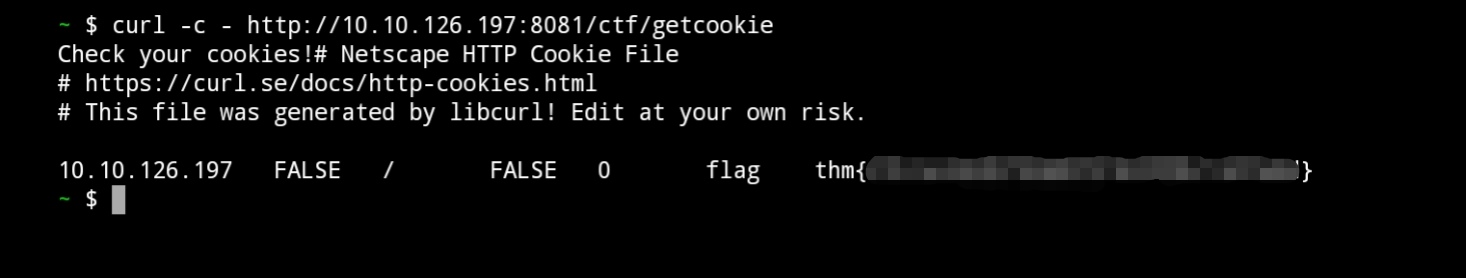 ~ $ curl -c - http://10.10.126.197:8081/ctf/getcookie
Check your cookies!# Netscape HTTP Cookie File
# https://curl.se/docs/http-cookies.html
# This file was generated by libcurl! Edit at your own risk.
10.10.126.197 FALSE / FALSE 0 flag thm{ }
~ $